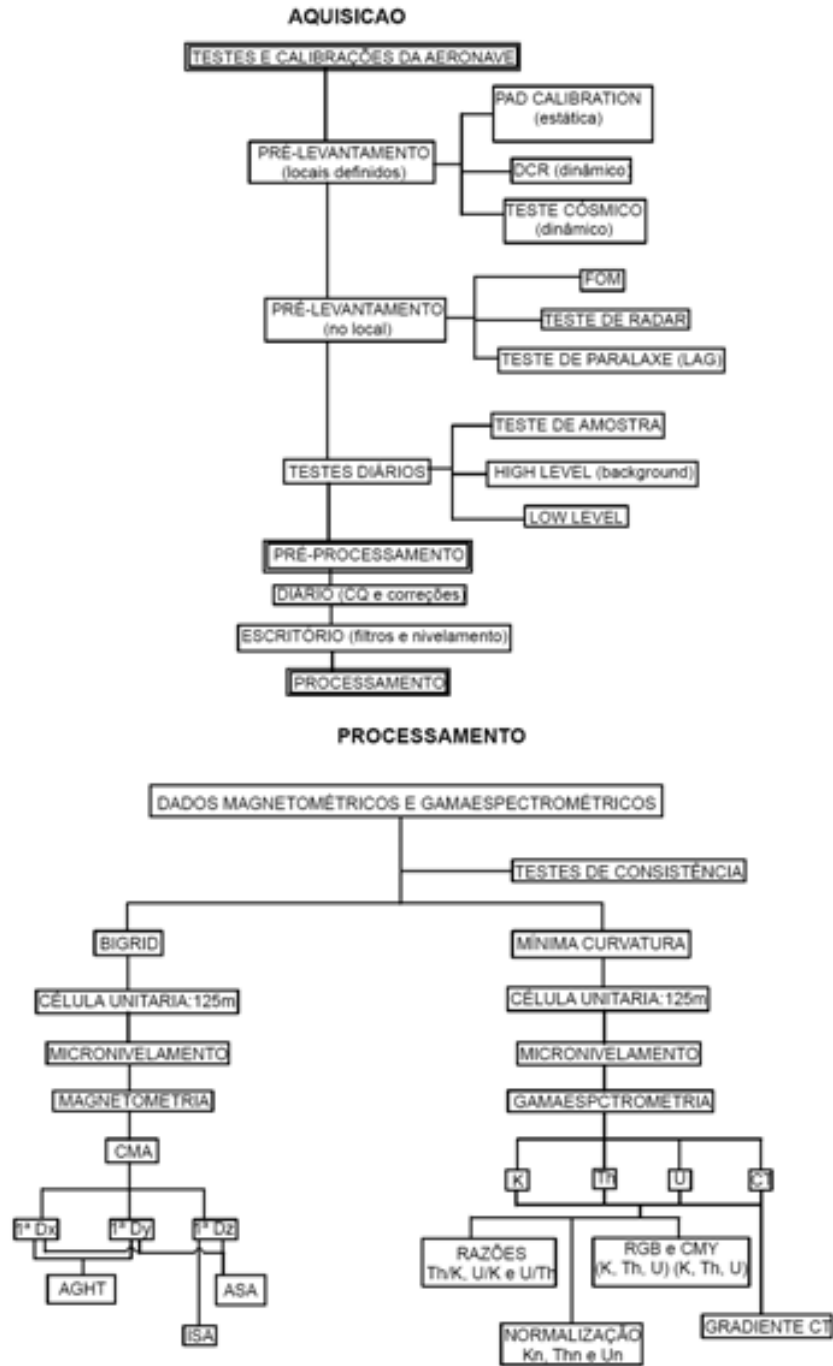 AQUISICAO
TESTES E CALIBRAÇÕES DA AERONAVE
PAD CALIBRATION
(estática)
PRÉ-LEVANTAMENTO
(locais definidos)
DCR (dinâmico)
TESTE CÓSMICO
(dinâmico)
FOM
PRÉ-LEVANTAMENTO
(no local)
TESTE DE RADAR
TESTE DE PARALAXE (LAG)
TESTE DE AMOSTRA
TESTES DIÁRIOS
HIGH LEVEL (background)
LOW LEVEL
PRÉ-PROCESSAMENTO
DIÁRIO (CQ e correções)
ESCRITÓRIO (filtros e nivelamento)
PROCESSAMENTO
PROCESSAMENTO
DADOS MAGNETOMÉTRICOS E GAMAESPECTROMÉTRICOS
TESTES DE CONSISTÊNCIA
BIGRID
MÍNIMA CURVATURA
CÉLULA UNITARIA:125m
CÉLULA UNITARIA:125m
MICRONIVELAMENTO
MICRONIVELAMENTO
MAGNETOMETRIA
GAMAESPCTROMETRIA
CMA
K
Th
U
CT
1ª Dx
1ª Dy
1ª Dz
AGHT
ASA
ISA
RAZÕES
Th/K, U/K e U/Th
RGB e CMY
(K, Th, U) (K, Th, U)
NORMALIZAÇÃO
Kn, Thn e Un
GRADIENTE CT